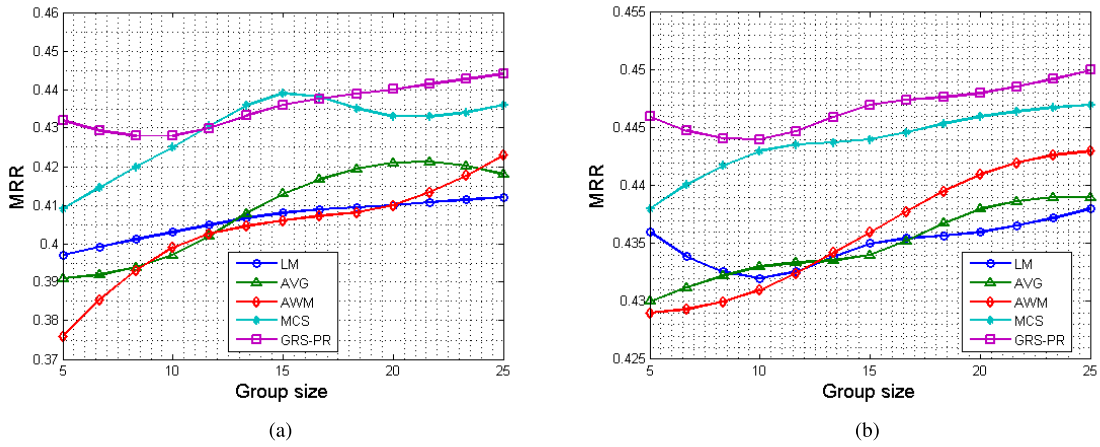 0.46
0.45
0.44
0.43
0.42
0.41
0.4
0.39
0.38
0.37
MRR
5
10
15
20
25
Group size
LM
AVG
AWM
MCS
GRS-PR
(a)
0.455
0.45
0.445
0.44
0.435
0.43
0.425
MRR
5
10
15
20
25
Group size
LM
AVG
AWM
MCS
GRS-PR
(b)